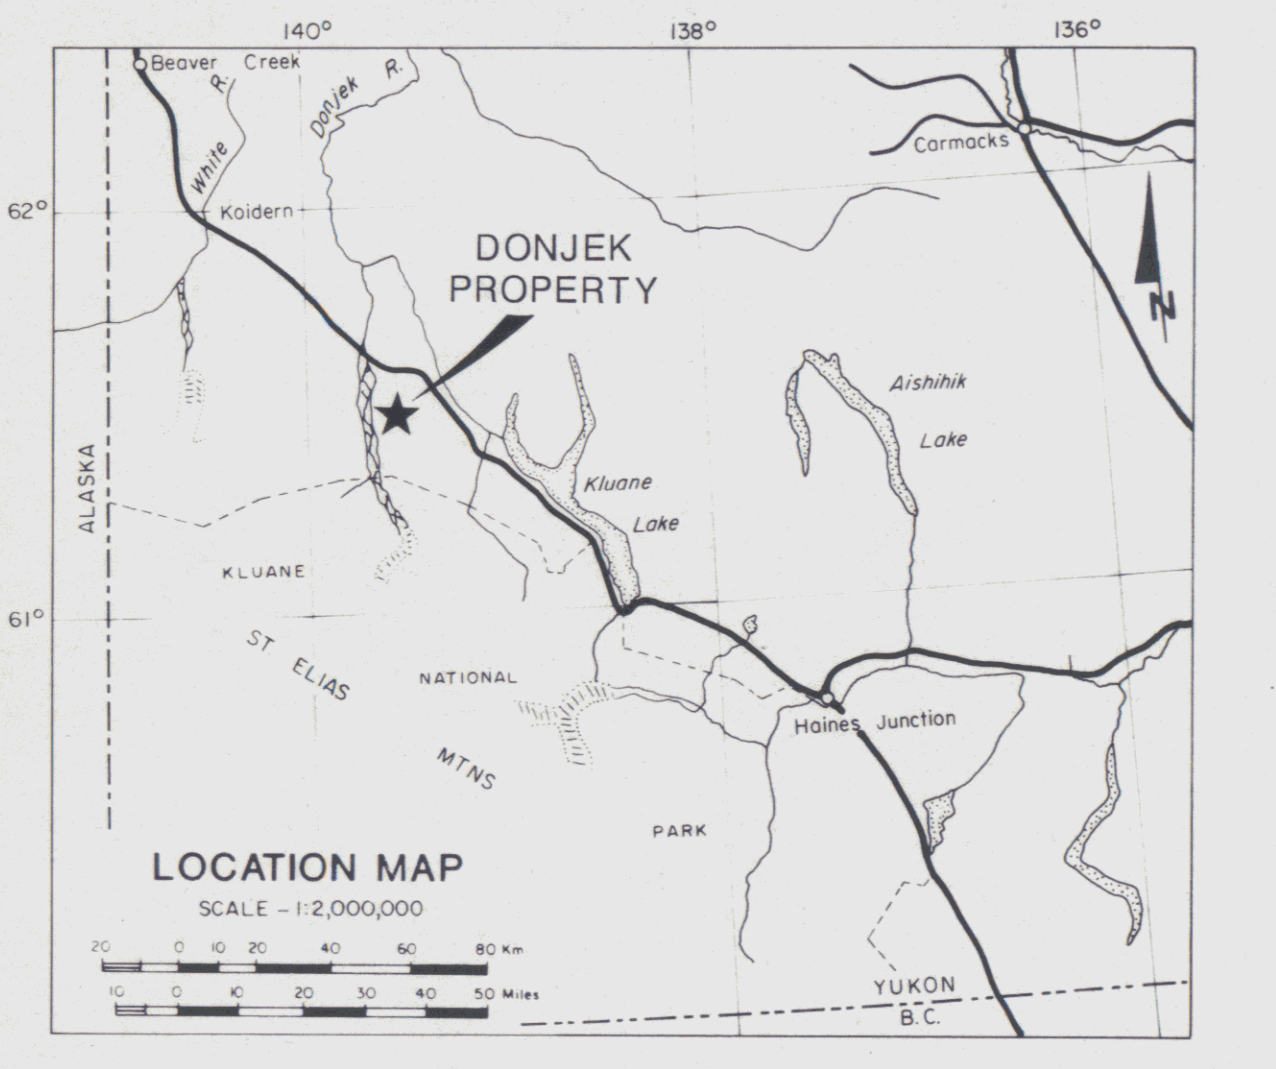 140°
138°
136°
Beaver Creek
White R.
Donjek R.
Carmacks
62°
Koidern
DONJEK
PROPERTY
N
Aishihik
Lake
ALASKA
Kluane
Lake
KLUANE
61°
ST ELIAS
NATIONAL
Haines Junction
MTNS
PARK
LOCATION MAP
SCALE – 1:2,000,000
20 0 10 20 40 60 80 Km
10 0 10 20 30 40 50 Miles
YUKON
B.C.